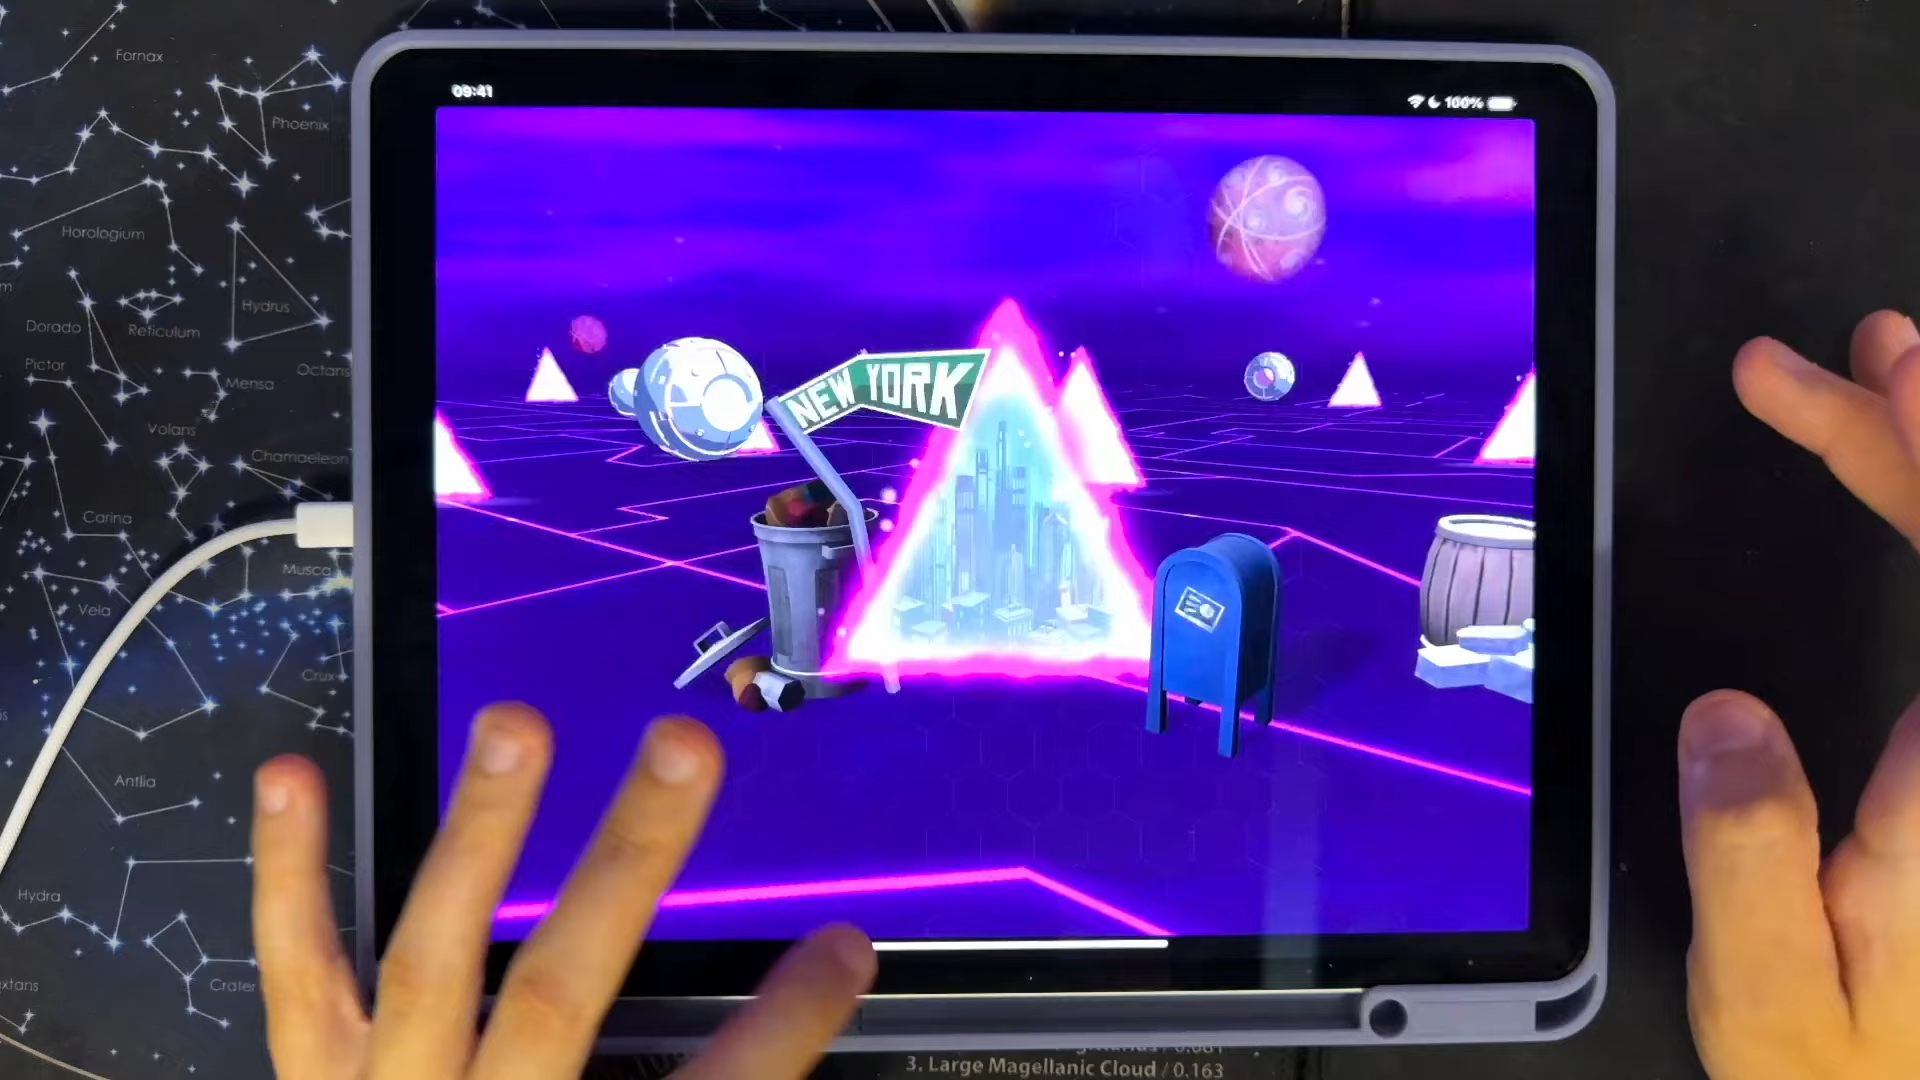 Fornax
Phoenix
Horologium
Hydrus
Dorado
Reticulum
Pictor
Octans
Mensa
Volans
Chamaeleon
Carina
Musca
Vela
Crux
Antlia
Hydra
Crater
09:41
100%
NEW YORK
3. Large Magellanic Cloud / 0.163